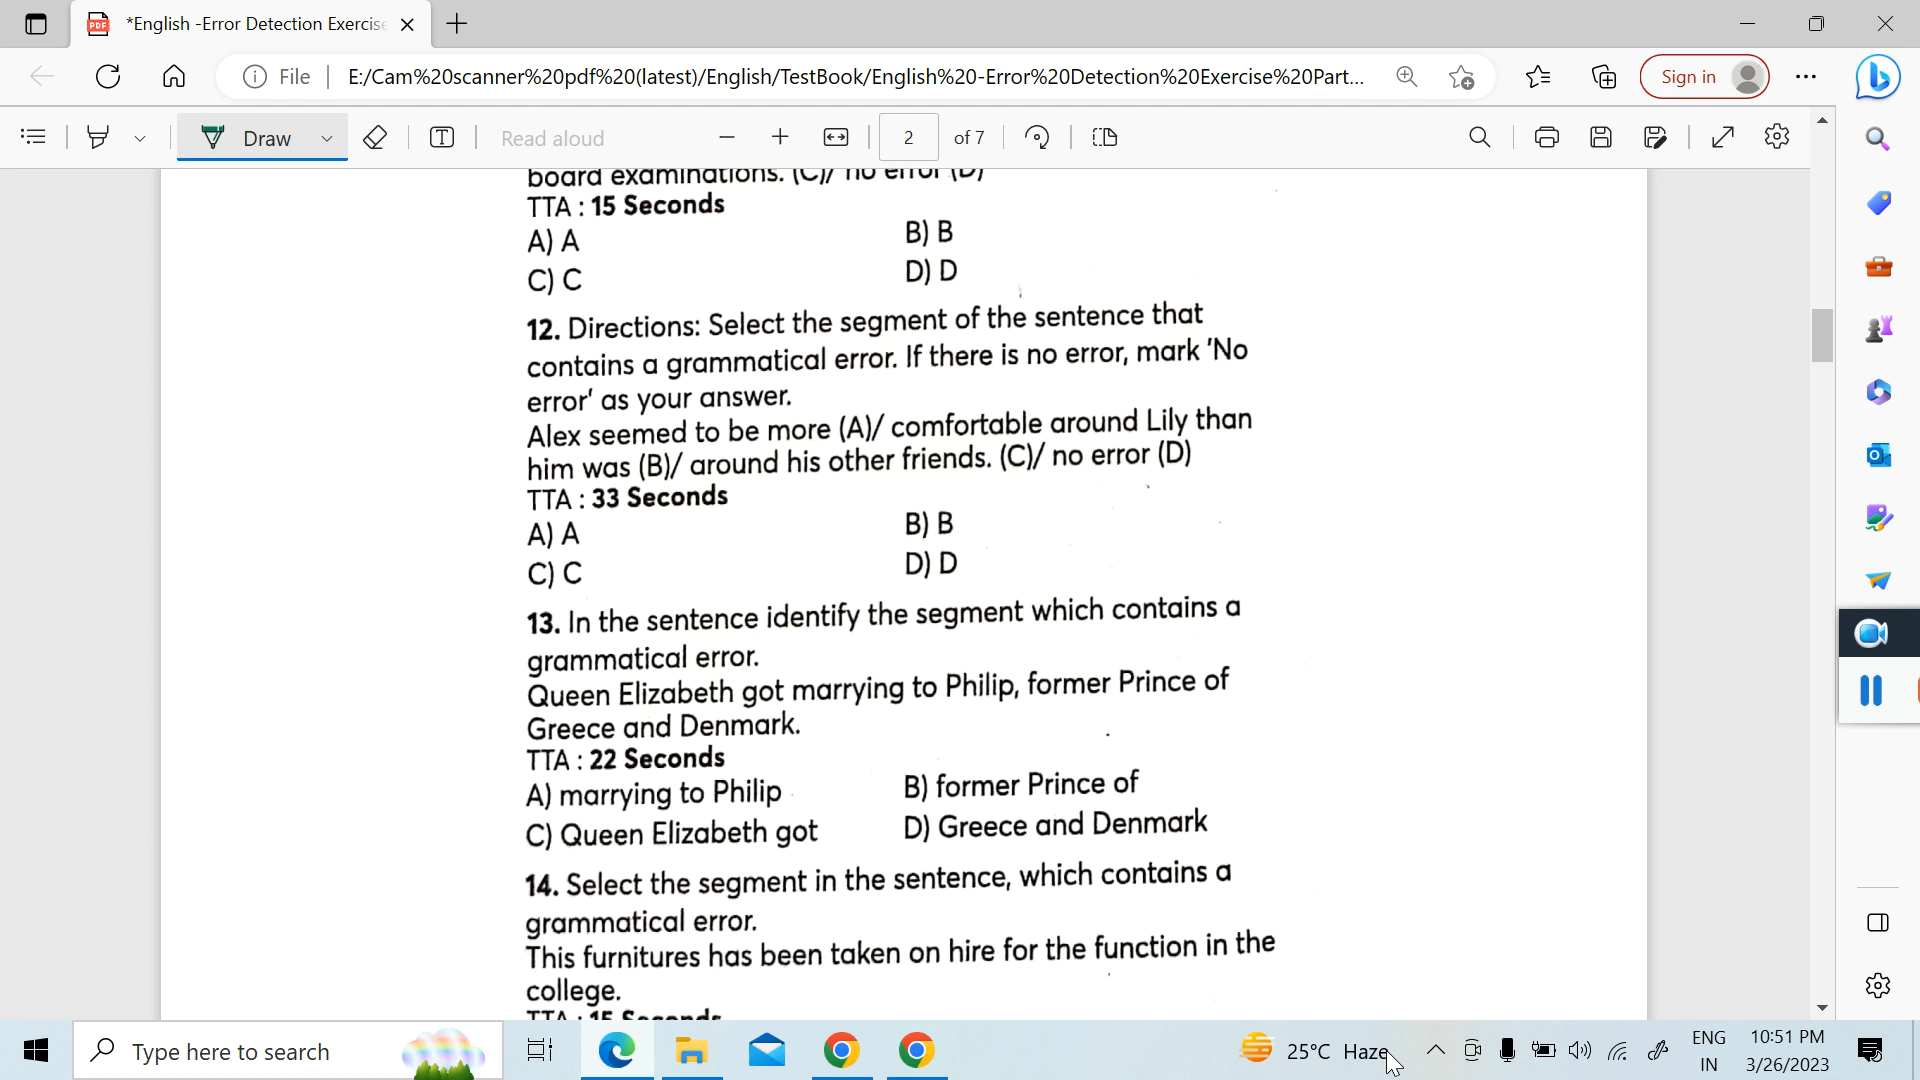 *English -Error Detection Exercise
File
E:/Cam%20scanner%20pdf%20(latest)/English/TestBook/English%20-Error%20Detection%20Exercise%20Part...
Sign in
Draw
Read aloud
2 of 7
board examinations. (C)/ no error (D)
TTA : 15 Seconds
A) A B) B
C) C D) D
12. Directions: Select the segment of the sentence that
contains a grammatical error. If there is no error, mark 'No
error' as your answer.
Alex seemed to be more (A)/ comfortable around Lily than
him was (B)/ around his other friends. (C)/ no error (D)
TTA : 33 Seconds
A) A B) B
C) C D) D
13. In the sentence identify the segment which contains a
grammatical error.
Queen Elizabeth got marrying to Philip, former Prince of
Greece and Denmark.
TTA : 22 Seconds
A) marrying to Philip B) former Prince of
C) Queen Elizabeth got D) Greece and Denmark
14. Select the segment in the sentence, which contains a
grammatical error.
This furnitures has been taken on hire for the function in the
college.
TTA : 15 Seconds
Type here to search
25°C Haze
ENG
IN
10:51 PM
3/26/2023